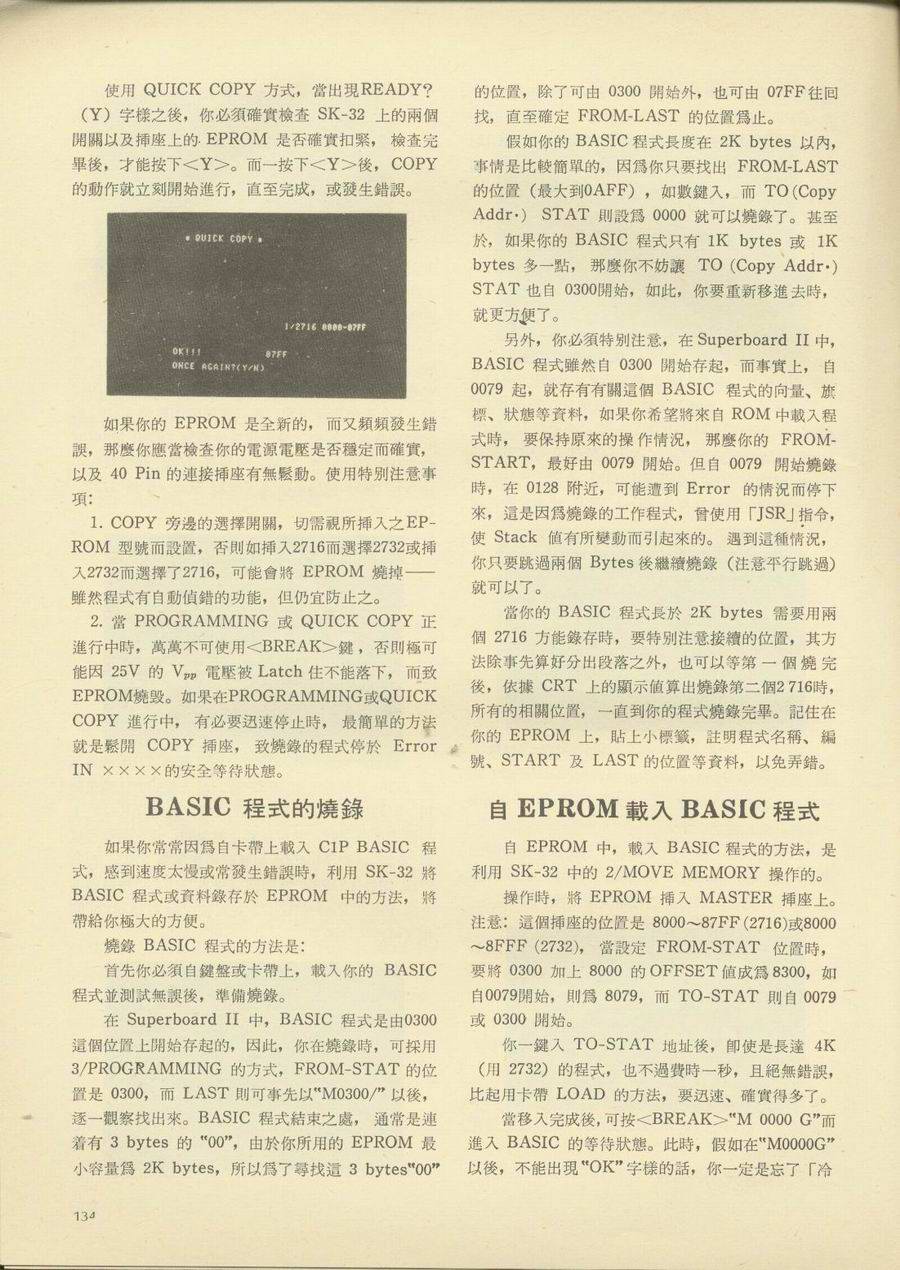 使用 QUICK COPY 方式，當出現READY?
（Y）字樣之後，你必須確實檢查 SK-32 上的兩個
開關以及揷座上的 EPROM 是否確實扣緊，檢查完
畢後，才能按下＜Y＞。而一按下＜Y＞後，COPY
的動作就立刻開始進行，直至完成，或發生錯誤。
* QUICK COPY *
1/2716 0000-07FF
OK!!! 07FF
ONCE AGAIN?(Y/N)
如果你的 EPROM 是全新的，而又頻頻發生錯
誤，那麼你應當檢查你的電源電壓是否穩定而確實，
以及 40 Pin 的連接揷座有無鬆動。使用特別注意事
項：
1. COPY 旁邊的選擇開關，切需視所揷入之EP-
ROM 型號而設置，否則如揷入2716而選擇2732或揷
入2732而選擇了2716，可能會將 EPROM 燒掉——
雖然程式有自動偵錯的功能，但仍宜防止之。
2. 當 PROGRAMMING 或 QUICK COPY 正
進行中時，萬萬不可使用＜BREAK＞鍵，否則極可
能因 25V 的 Vpp 電壓被 Latch 住不能落下，而致
EPROM燒毀。如果在PROGRAMMING或QUICK
COPY 進行中，有必要迅速停止時，最簡單的方法
就是鬆開 COPY 揷座，致燒錄的程式停於 Error
IN ××××的安全等待狀態。
BASIC 程式的燒錄
如果你常常因爲自卡帶上載入 C1P BASIC 程
式，感到速度太慢或常發生錯誤時，利用 SK-32 將
BASIC 程式或資料錄存於 EPROM 中的方法，將
帶給你極大的方便。
燒錄 BASIC 程式的方法是：
首先你必須自鍵盤或卡帶上，載入你的 BASIC
程式並測試無誤後，準備燒錄。
在 Superboard II 中，BASIC 程式是由0300
這個位置上開始存起的，因此，你在燒錄時，可採用
3/PROGRAMMING 的方式，FROM-STAT 的位
置是 0300，而 LAST 則可事先以"M0300/" 以後，
逐一觀察找出來。BASIC 程式結束之處，通常是連
着有 3 bytes 的 "00"，由於你所用的 EPROM 最
小容量爲 2K bytes，所以爲了尋找這 3 bytes"00"
的位置，除了可由 0300 開始外，也可由 07FF往回
找，直至確定 FROM-LAST 的位置爲止。
假如你的 BASIC程式長度在 2K bytes 以內，
事情是比較簡單的，因爲你只要找出 FROM-LAST
的位置（最大到0AFF），如數鍵入，而 TO(Copy
Addr·) STAT 則設爲 0000 就可以燒錄了。甚至
於，如果你的 BASIC 程式只有 1K bytes 或 1K
bytes 多一點，那麼你不妨讓 TO (Copy Addr·)
STAT 也自 0300開始，如此，你要重新移進去時，
就更方便了。
另外，你必須特別注意，在 Superboard II 中，
BASIC 程式雖然自 0300 開始存起，而事實上，自
0079 起，就存有有關這個 BASIC 程式的向量、旗
標、狀態等資料，如果你希望將來自 ROM 中載入程
式時，要保持原來的操作情況，那麼你的 FROM-
START，最好由 0079 開始。但自 0079 開始燒錄
時，在 0128 附近，可能遭到 Error 的情況而停下
來，這是因爲燒錄的工作程式，曾使用「JSR」指令，
使 Stack 值有所變動而引起來的。遇到這種情況，
你只要跳過兩個 Bytes 後繼續燒錄（注意平行跳過）
就可以了。
當你的 BASIC 程式長於 2K bytes 需要用兩
個 2716 方能錄存時，要特別注意接續的位置，其方
法除事先算好分出段落之外，也可以等第一個燒完
後，依據 CRT 上的顯示値算出燒錄第二個2716時，
所有的相關位置，一直到你的程式燒錄完畢。記住在
你的 EPROM 上，貼上小標籤，註明程式名稱、編
號、START 及 LAST 的位置等資料，以免弄錯。
自 EPROM 載入 BASIC 程式
自 EPROM 中，載入 BASIC 程式的方法，是
利用 SK-32 中的 2/MOVE MEMORY 操作的。
操作時，將 EPROM 揷入 MASTER 揷座上。
注意：這個揷座的位置是 8000～87FF(2716)或8000
～8FFF (2732)，當設定 FROM-STAT 位置時，
要將 0300 加上 8000 的 OFFSET 値成爲 8300，如
自0079開始，則爲 8079，而 TO-STAT 則自 0079
或 0300 開始。
你一鍵入 TO-STAT 地址後，卽使是長達 4K
（用 2732）的程式，也不過費時一秒，且絕無錯誤，
比起用卡帶 LOAD 的方法，要迅速、確實得多了。
當移入完成後，可按＜BREAK＞"M 0000 G"而
進入 BASIC 的等待狀態。此時，假如在"M0000G"
以後，不能出現"OK"字樣的話，你一定是忘了「冷
134